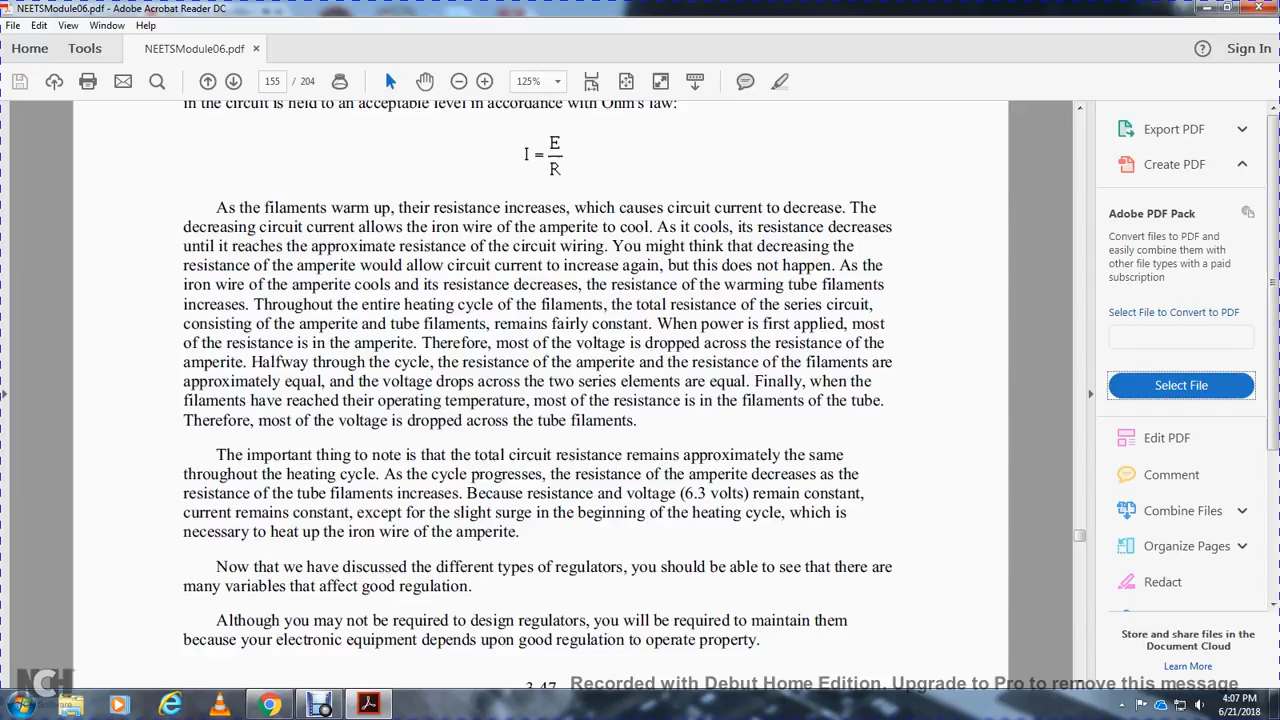 NEETSModule06.pdf - Adobe Acrobat Reader DC
File Edit View Window Help
Home Tools NEETSModule06.pdf × Sign In
155 / 204 125%
in the circuit is held to an acceptable level in accordance with Ohm's law:
I = E
R
As the filaments warm up, their resistance increases, which causes circuit current to decrease. The
decreasing circuit current allows the iron wire of the amperite to cool. As it cools, its resistance decreases
until it reaches the approximate resistance of the circuit wiring. You might think that decreasing the
resistance of the amperite would allow circuit current to increase again, but this does not happen. As the
iron wire of the amperite cools and its resistance decreases, the resistance of the warming tube filaments
increases. Throughout the entire heating cycle of the filaments, the total resistance of the series circuit,
consisting of the amperite and tube filaments, remains fairly constant. When power is first applied, most
of the resistance is in the amperite. Therefore, most of the voltage is dropped across the resistance of the
amperite. Halfway through the cycle, the resistance of the amperite and the resistance of the filaments are
approximately equal, and the voltage drops across the two series elements are equal. Finally, when the
filaments have reached their operating tempcrture, most of the resistance is in the filaments of the tube.
Therefore, most of the voltage is dropped across the tube filaments.
The important thing to note is that the total circuit resistance remains approximately the same
throughout the heating cycle. As the cycle progresses, the resistance of the amperite decreases as the
resistance of the tube filaments increases. Because resistance and voltage (6.3 volts) remain constant,
current remains constant, except for the slight surge in the beginning of the heating cycle, which is
necessary to heat up the iron wire of the amperite.
Now that we have discussed the different types of regulators, you should be able to see that there are
many variables that affect good regulation.
Although you may not be required to design regulators, you will be required to maintain them
because your electronic equipment depends upon good regulation to operate property.
3-47
Export PDF
Create PDF
Adobe PDF Pack
Convert files to PDF and
easily combine them with
other file types with a paid
subscription
Select File to Convert to PDF
Select File
Edit PDF
Comment
Combine Files
Organize Pages
Redact
Store and share files in the
Document Cloud
Learn More
NCH
Software
Recorded with Debut Home Edition. Upgrade to Pro to remove this message
4:07 PM
6/21/2018